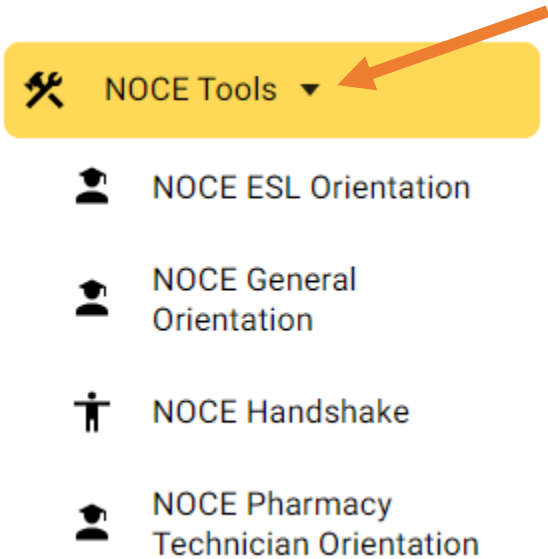 NOCE Tools
NOCE ESL Orientation
NOCE General
Orientation
NOCE Handshake
NOCE Pharmacy
Technician Orientation